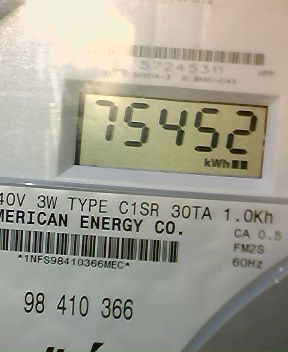 57245311
75452
kWh
40V 3W TYPE C1SR 30TA 1.0Kh
MERICAN ENERGY CO.
CA 0.5
FM2S
*1NFS98410366MEC*
60Hz
98 410 366